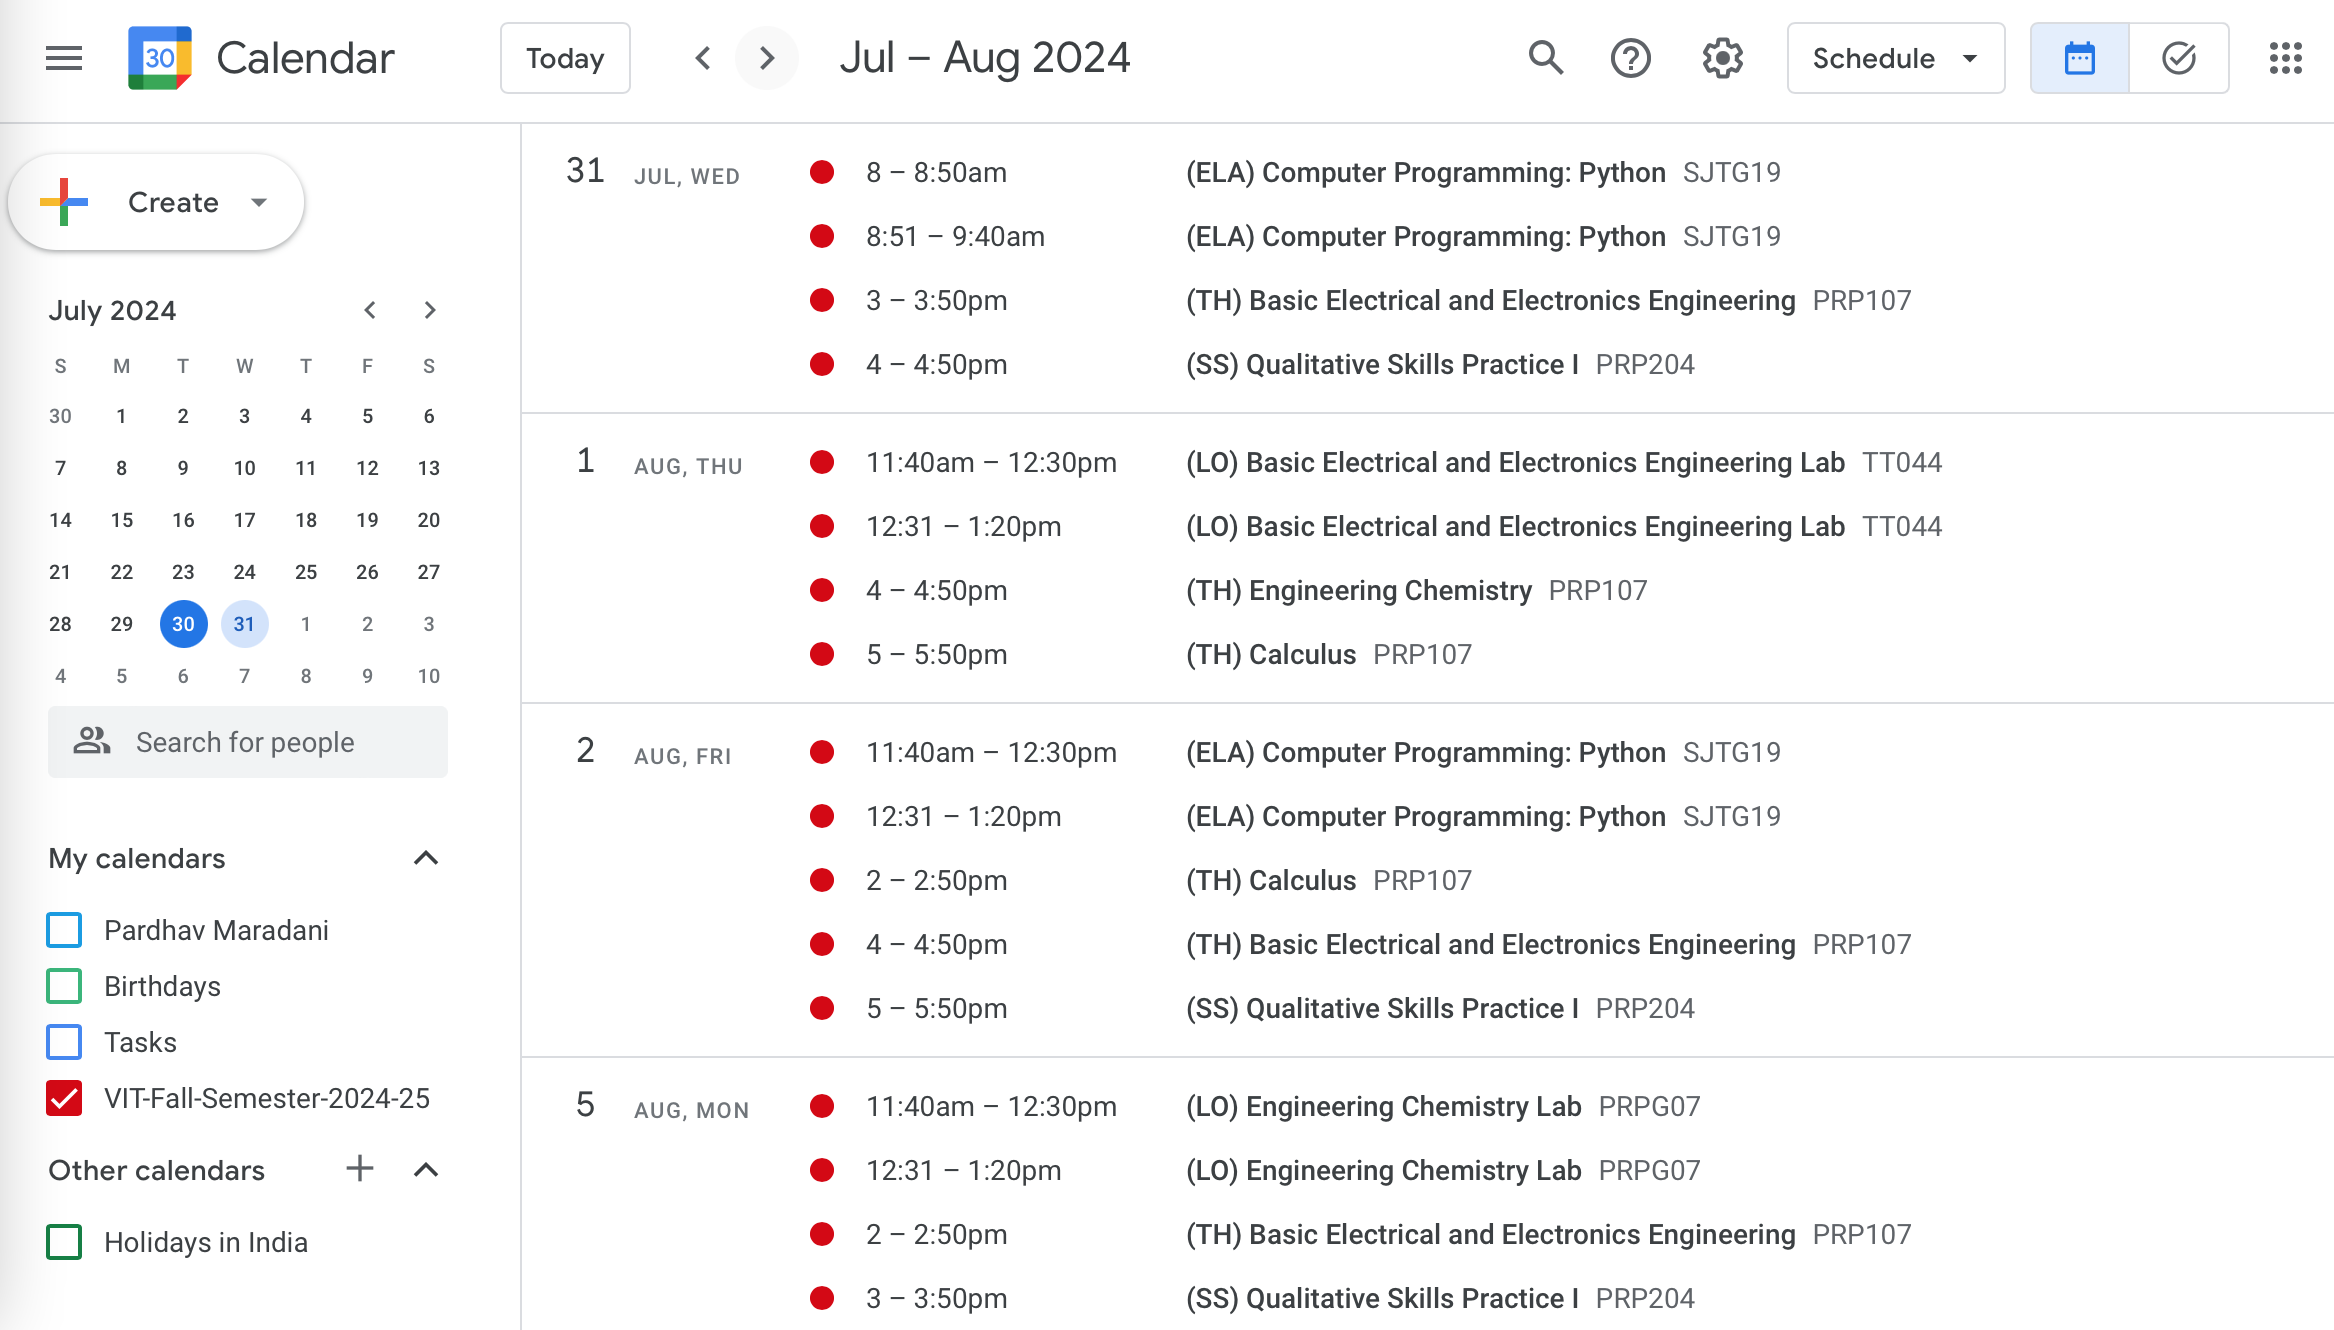 30 Calendar Today Jul – Aug 2024 Schedule
Create
July 2024
S M T W T F S
30 1 2 3 4 5 6
7 8 9 10 11 12 13
14 15 16 17 18 19 20
21 22 23 24 25 26 27
28 29 30 31 1 2 3
4 5 6 7 8 9 10
Search for people
My calendars
Pardhav Maradani
Birthdays
Tasks
VIT-Fall-Semester-2024-25
Other calendars
Holidays in India
31 JUL, WED 8 – 8:50am (ELA) Computer Programming: Python SJTG19
8:51 – 9:40am (ELA) Computer Programming: Python SJTG19
3 – 3:50pm (TH) Basic Electrical and Electronics Engineering PRP107
4 – 4:50pm (SS) Qualitative Skills Practice I PRP204
1 AUG, THU 11:40am – 12:30pm (LO) Basic Electrical and Electronics Engineering Lab TT044
12:31 – 1:20pm (LO) Basic Electrical and Electronics Engineering Lab TT044
4 – 4:50pm (TH) Engineering Chemistry PRP107
5 – 5:50pm (TH) Calculus PRP107
2 AUG, FRI 11:40am – 12:30pm (ELA) Computer Programming: Python SJTG19
12:31 – 1:20pm (ELA) Computer Programming: Python SJTG19
2 – 2:50pm (TH) Calculus PRP107
4 – 4:50pm (TH) Basic Electrical and Electronics Engineering PRP107
5 – 5:50pm (SS) Qualitative Skills Practice I PRP204
5 AUG, MON 11:40am – 12:30pm (LO) Engineering Chemistry Lab PRPG07
12:31 – 1:20pm (LO) Engineering Chemistry Lab PRPG07
2 – 2:50pm (TH) Basic Electrical and Electronics Engineering PRP107
3 – 3:50pm (SS) Qualitative Skills Practice I PRP204